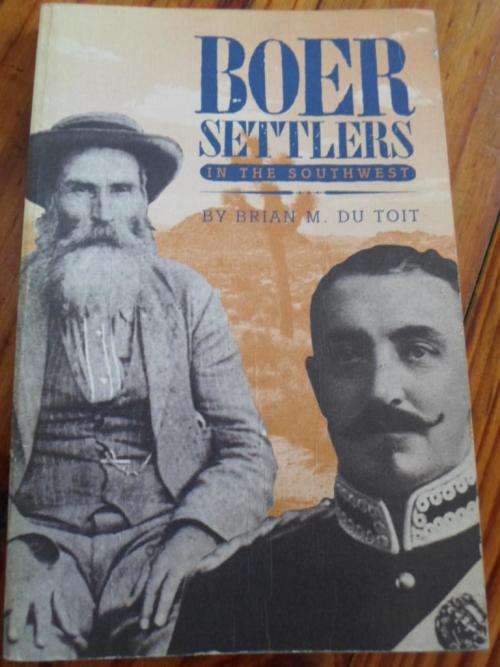 BOER
SETTLERS
IN THE SOUTHWEST
BY BRIAN M. DU TOIT